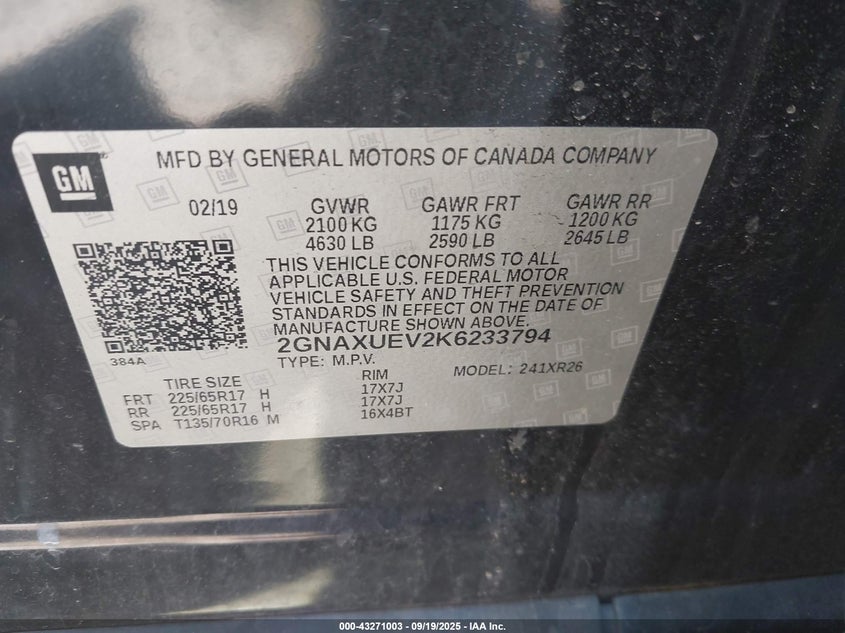 GM
MFD BY GENERAL MOTORS OF CANADA COMPANY
02/19 GVWR GAWR FRT GAWR RR
2100 KG 1175 KG 1200 KG
4630 LB 2590 LB 2645 LB
THIS VEHICLE CONFORMS TO ALL
APPLICABLE U.S. FEDERAL MOTOR
VEHICLE SAFETY AND THEFT PREVENTION
STANDARDS IN EFFECT ON THE DATE OF
MANUFACTURE SHOWN ABOVE.
2GNAXUEV2K6233794
384A
TYPE: M.P.V. MODEL: 241XR26
TIRE SIZE RIM
FRT 225/65R17 H 17X7J
RR 225/65R17 H 17X7J
SPA T135/70R16 M 16X4BT
000-43271003 - 09/19/2025 - IAA Inc.